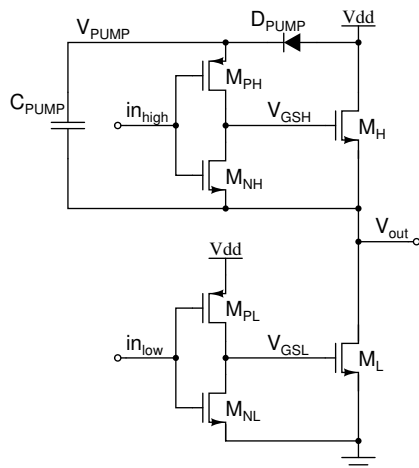 Vdd
D_PUMP
V_PUMP
M_PH
C_PUMP
in_high
V_GSH
M_H
M_NH
V_out
Vdd
M_PL
in_low
V_GSL
M_L
M_NL